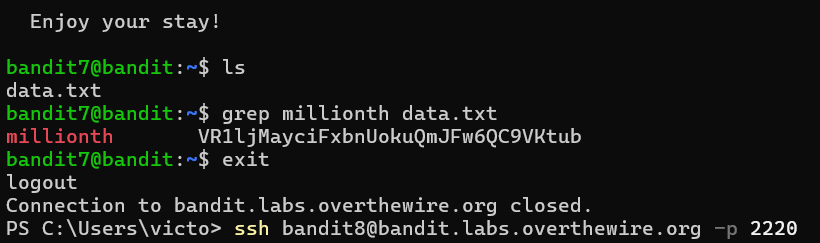 Enjoy your stay!
bandit7@bandit:~$ ls
data.txt
bandit7@bandit:~$ grep millionth data.txt
millionth VR1ljMayciFxbnUokuQmJFw6QC9VKtub
bandit7@bandit:~$ exit
logout
Connection to bandit.labs.overthewire.org closed.
PS C:\Users\victo> ssh bandit8@bandit.labs.overthewire.org -p 2220